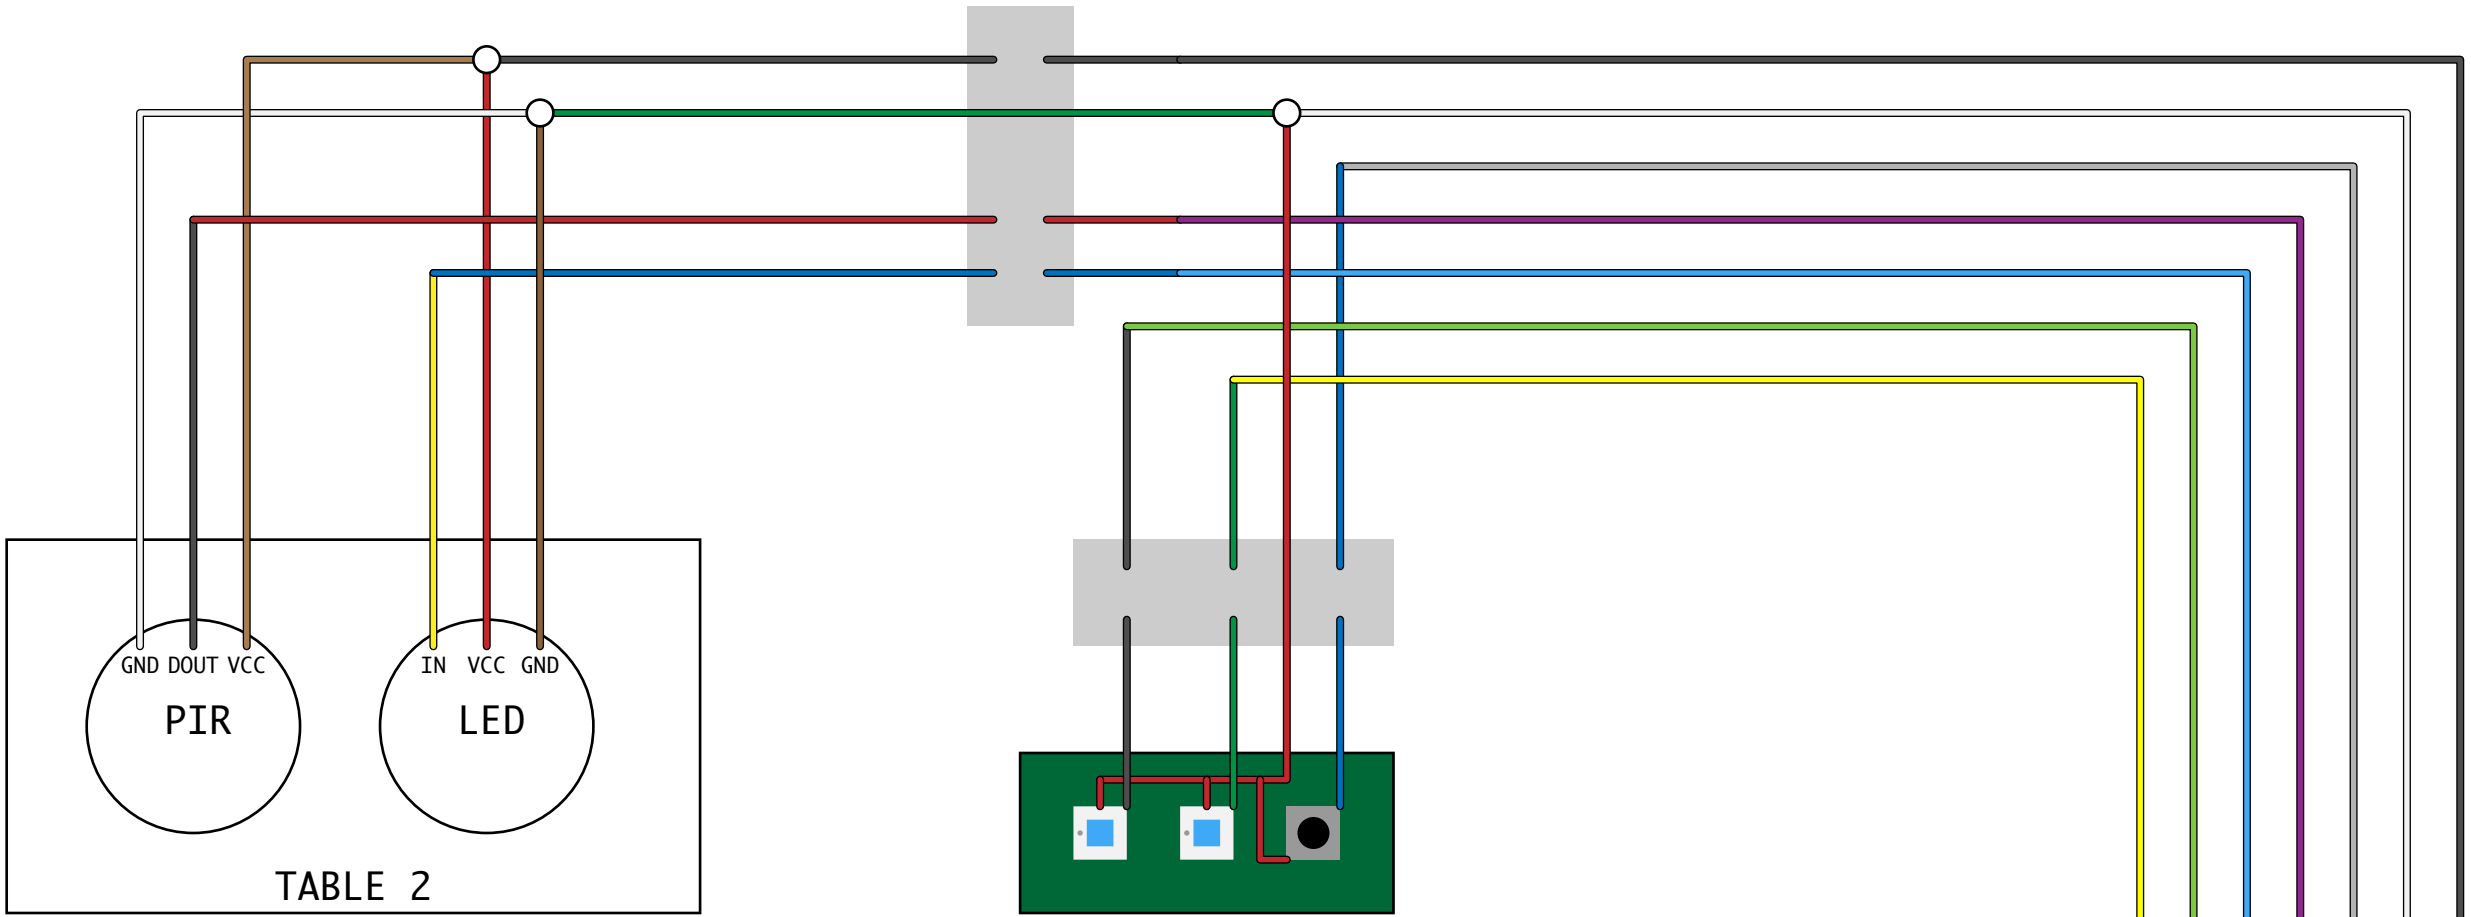 GND DOUT VCC
PIR
IN VCC GND
LED
TABLE 2